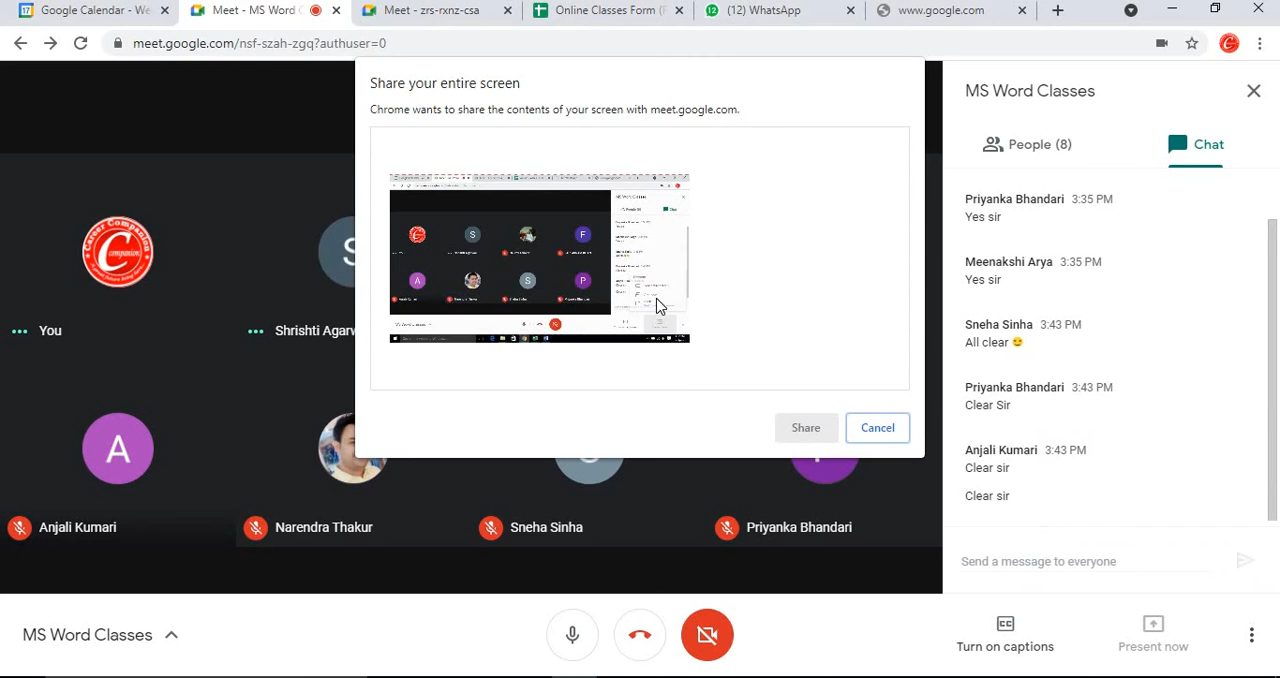 17 Google Calendar - We
Meet - MS Word C
Meet - zrs-rxnz-csa
Online Classes Form (R
12
(12) WhatsApp
www.google.com
meet.google.com/nsf-szah-zgq?authuser=0
Share your entire screen
Chrome wants to share the contents of your screen with meet.google.com.
Share
Cancel
Career Companion
C
You
S
Shrishti Agarw
A
Anjali Kumari
Narendra Thakur
Sneha Sinha
Priyanka Bhandari
MS Word Classes
People (8)
Chat
Priyanka Bhandari 3:35 PM
Yes sir
Meenakshi Arya 3:35 PM
Yes sir
Sneha Sinha 3:43 PM
All clear 😊
Priyanka Bhandari 3:43 PM
Clear Sir
Anjali Kumari 3:43 PM
Clear sir
Clear sir
Send a message to everyone
MS Word Classes
CC
Turn on captions
Present now